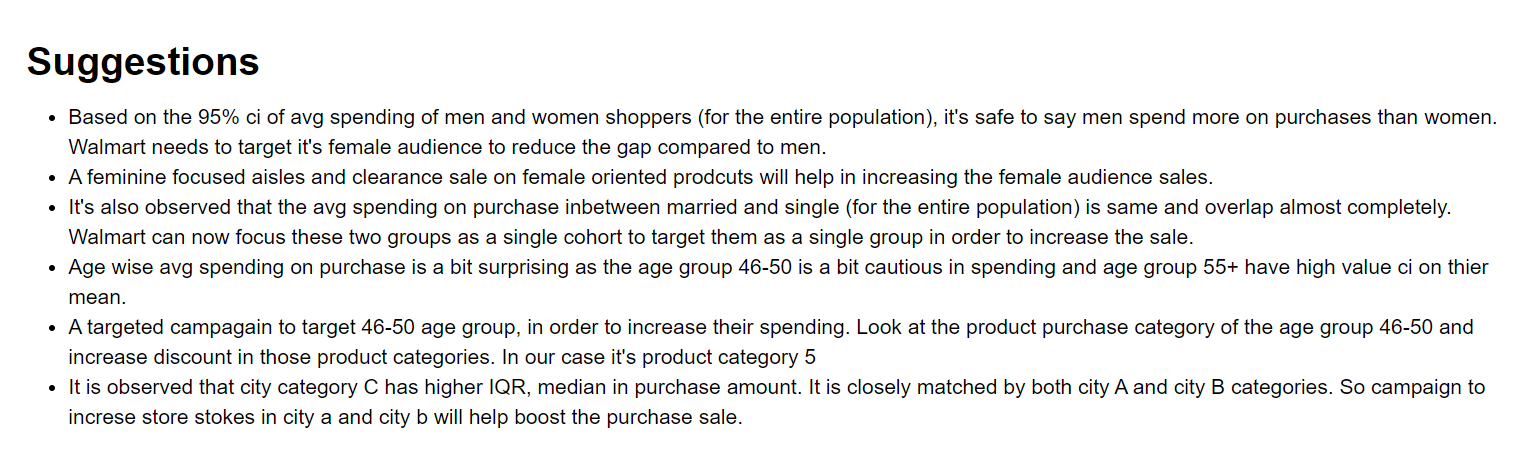 Suggestions
Based on the 95% ci of avg spending of men and women shoppers (for the entire population), it's safe to say men spend more on purchases than women.
Walmart needs to target it's female audience to reduce the gap compared to men.
A feminine focused aisles and clearance sale on female oriented prodcuts will help in increasing the female audience sales.
It's also observed that the avg spending on purchase inbetween married and single (for the entire population) is same and overlap almost completely.
Walmart can now focus these two groups as a single cohort to target them as a single group in order to increase the sale.
Age wise avg spending on purchase is a bit surprising as the age group 46-50 is a bit cautious in spending and age group 55+ have high value ci on thier
mean.
A targeted campagain to target 46-50 age group, in order to increase their spending. Look at the product purchase category of the age group 46-50 and
increase discount in those product categories. In our case it's product category 5
It is observed that city category C has higher IQR, median in purchase amount. It is closely matched by both city A and city B categories. So campaign to
increse store stokes in city a and city b will help boost the purchase sale.